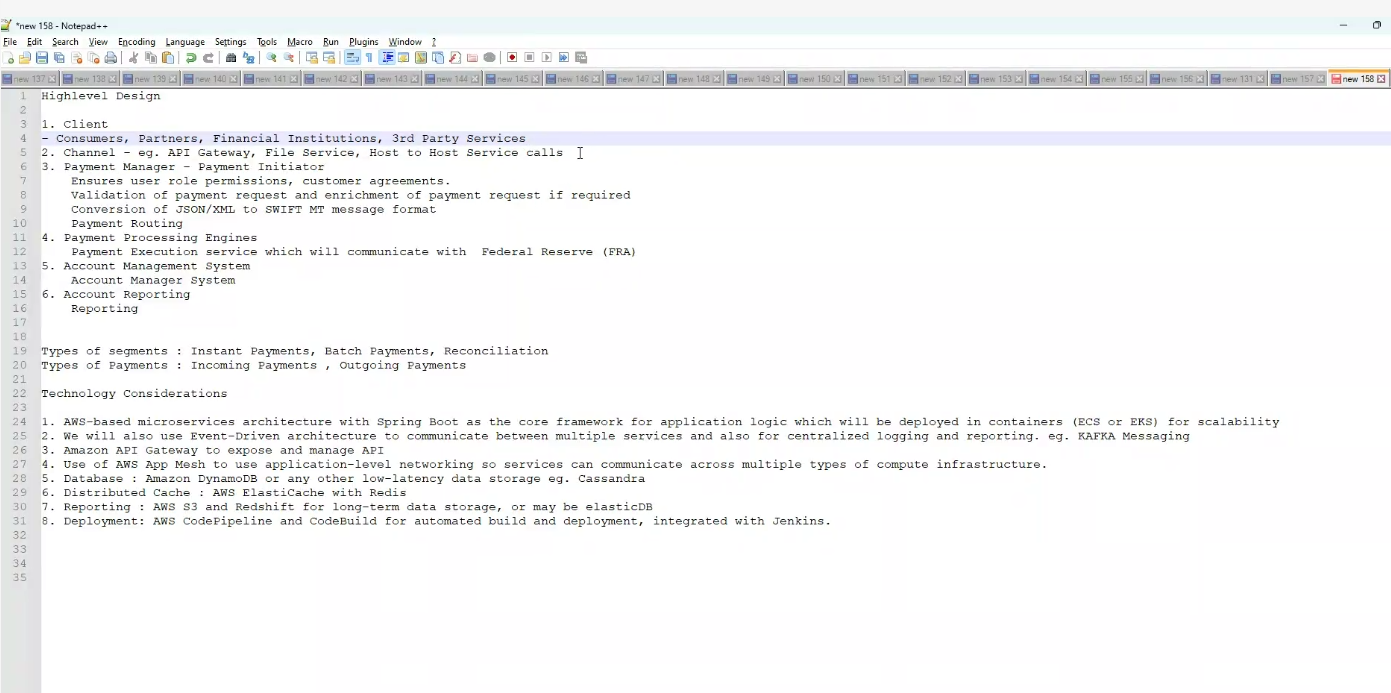 *new 158 - Notepad++
File Edit Search View Encoding Language Settings Tools Macro Run Plugins Window ?
new 137 new 138 new 139 new 140 new 141 new 142 new 143 new 144 new 145 new 146 new 147 new 148 new 149 new 150 new 151 new 152 new 153 new 154 new 155 new 156 new 131 new 157 new 158
1 Highlevel Design
2
3 1. Client
4 - Consumers, Partners, Financial Institutions, 3rd Party Services
5 2. Channel - eg. API Gateway, File Service, Host to Host Service calls
6 3. Payment Manager - Payment Initiator
7 Ensures user role permissions, customer agreements.
8 Validation of payment request and enrichment of payment request if required
9 Conversion of JSON/XML to SWIFT MT message format
10 Payment Routing
11 4. Payment Processing Engines
12 Payment Execution service which will communicate with  Federal Reserve (FRA)
13 5. Account Management System
14 Account Manager System
15 6. Account Reporting
16 Reporting
17
18
19 Types of segments : Instant Payments, Batch Payments, Reconciliation
20 Types of Payments : Incoming Payments , Outgoing Payments
21
22 Technology Considerations
23
24 1. AWS-based microservices architecture with Spring Boot as the core framework for application logic which will be deployed in containers (ECS or EKS) for scalability
25 2. We will also use Event-Driven architecture to communicate between multiple services and also for centralized logging and reporting. eg. KAFKA Messaging
26 3. Amazon API Gateway to expose and manage API
27 4. Use of AWS App Mesh to use application-level networking so services can communicate across multiple types of compute infrastructure.
28 5. Database : Amazon DynamoDB or any other low-latency data storage eg. Cassandra
29 6. Distributed Cache : AWS ElastiCache with Redis
30 7. Reporting : AWS S3 and Redshift for long-term data storage, or may be elasticDB
31 8. Deployment: AWS CodePipeline and CodeBuild for automated build and deployment, integrated with Jenkins.
32
33
34
35